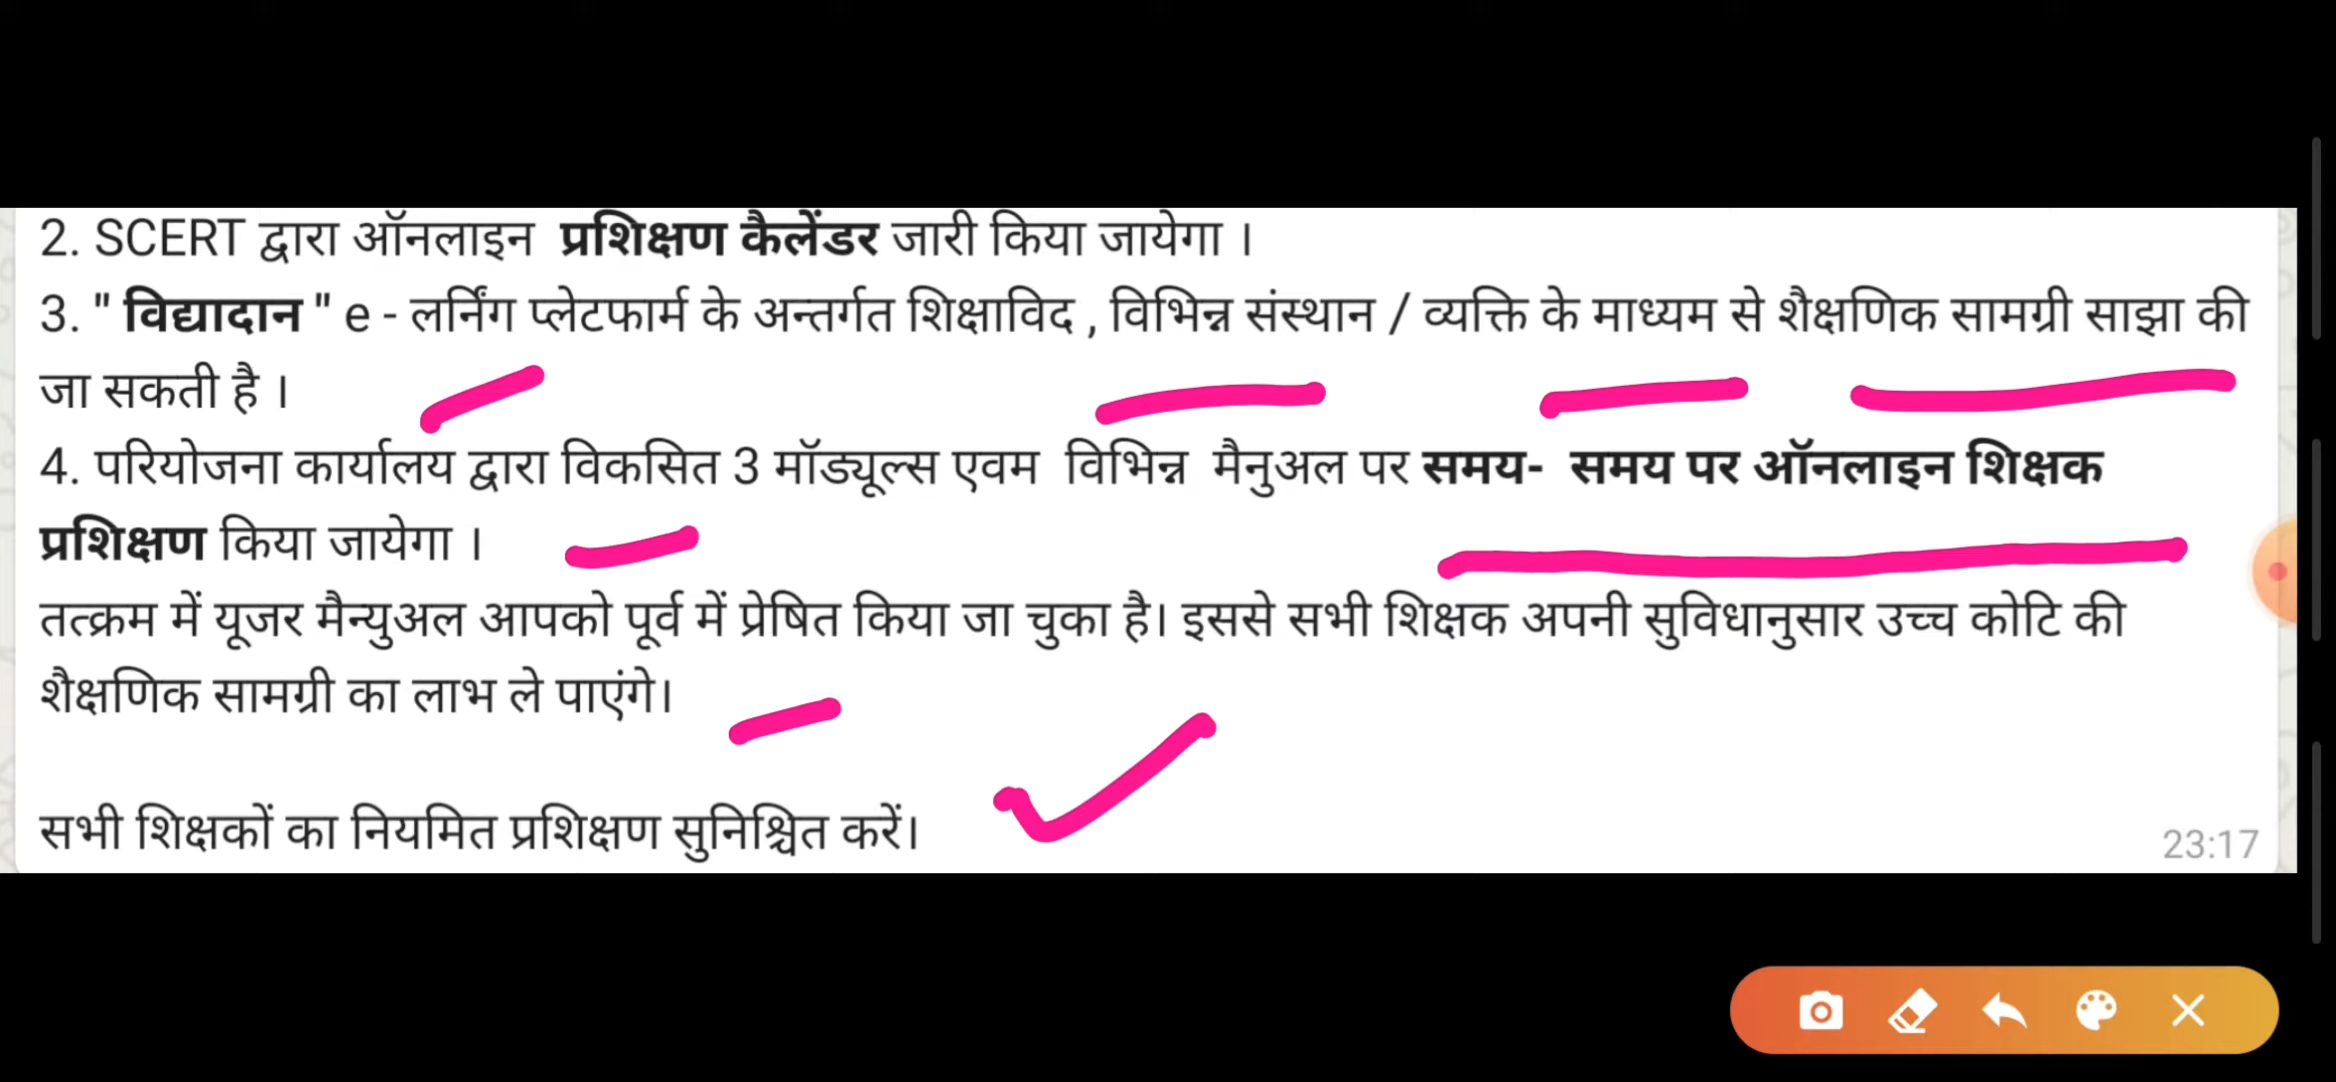 2. SCERT द्वारा ऑनलाइन प्रशिक्षण कैलेंडर जारी किया जायेगा ।
3. " विद्यादान " e - लर्निंग प्लेटफार्म के अन्तर्गत शिक्षाविद , विभिन्न संस्थान / व्यक्ति के माध्यम से शैक्षणिक सामग्री साझा की
जा सकती है ।
4. परियोजना कार्यालय द्वारा विकसित 3 मॉड्यूल्स एवम विभिन्न मैनुअल पर समय- समय पर ऑनलाइन शिक्षक
प्रशिक्षण किया जायेगा ।
तत्क्रम में यूजर मैन्युअल आपको पूर्व में प्रेषित किया जा चुका है। इससे सभी शिक्षक अपनी सुविधानुसार उच्च कोटि की
शैक्षणिक सामग्री का लाभ ले पाएंगे।
सभी शिक्षकों का नियमित प्रशिक्षण सुनिश्चित करें।
23:17